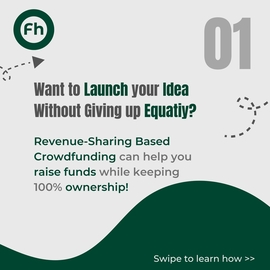 Fh
01
Want to Launch your Idea
Without Giving up Equatiy?
Revenue-Sharing Based
Crowdfunding can help you
raise funds while keeping
100% ownership!
Swipe to learn how >>